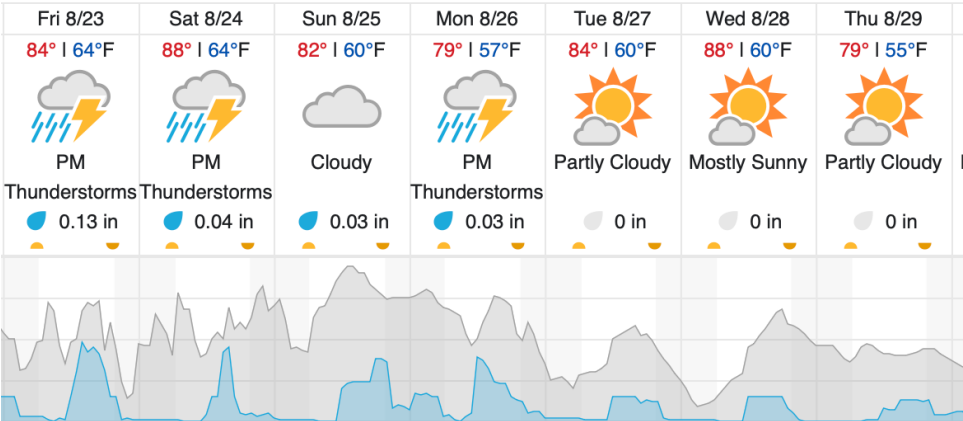 Fri 8/23 Sat 8/24 Sun 8/25 Mon 8/26 Tue 8/27 Wed 8/28 Thu 8/29
84° | 64°F 88° | 64°F 82° | 60°F 79° | 57°F 84° | 60°F 88° | 60°F 79° | 55°F
PM PM Cloudy PM Partly Cloudy Mostly Sunny Partly Cloudy
Thunderstorms Thunderstorms Thunderstorms
0.13 in 0.04 in 0.03 in 0.03 in 0 in 0 in 0 in